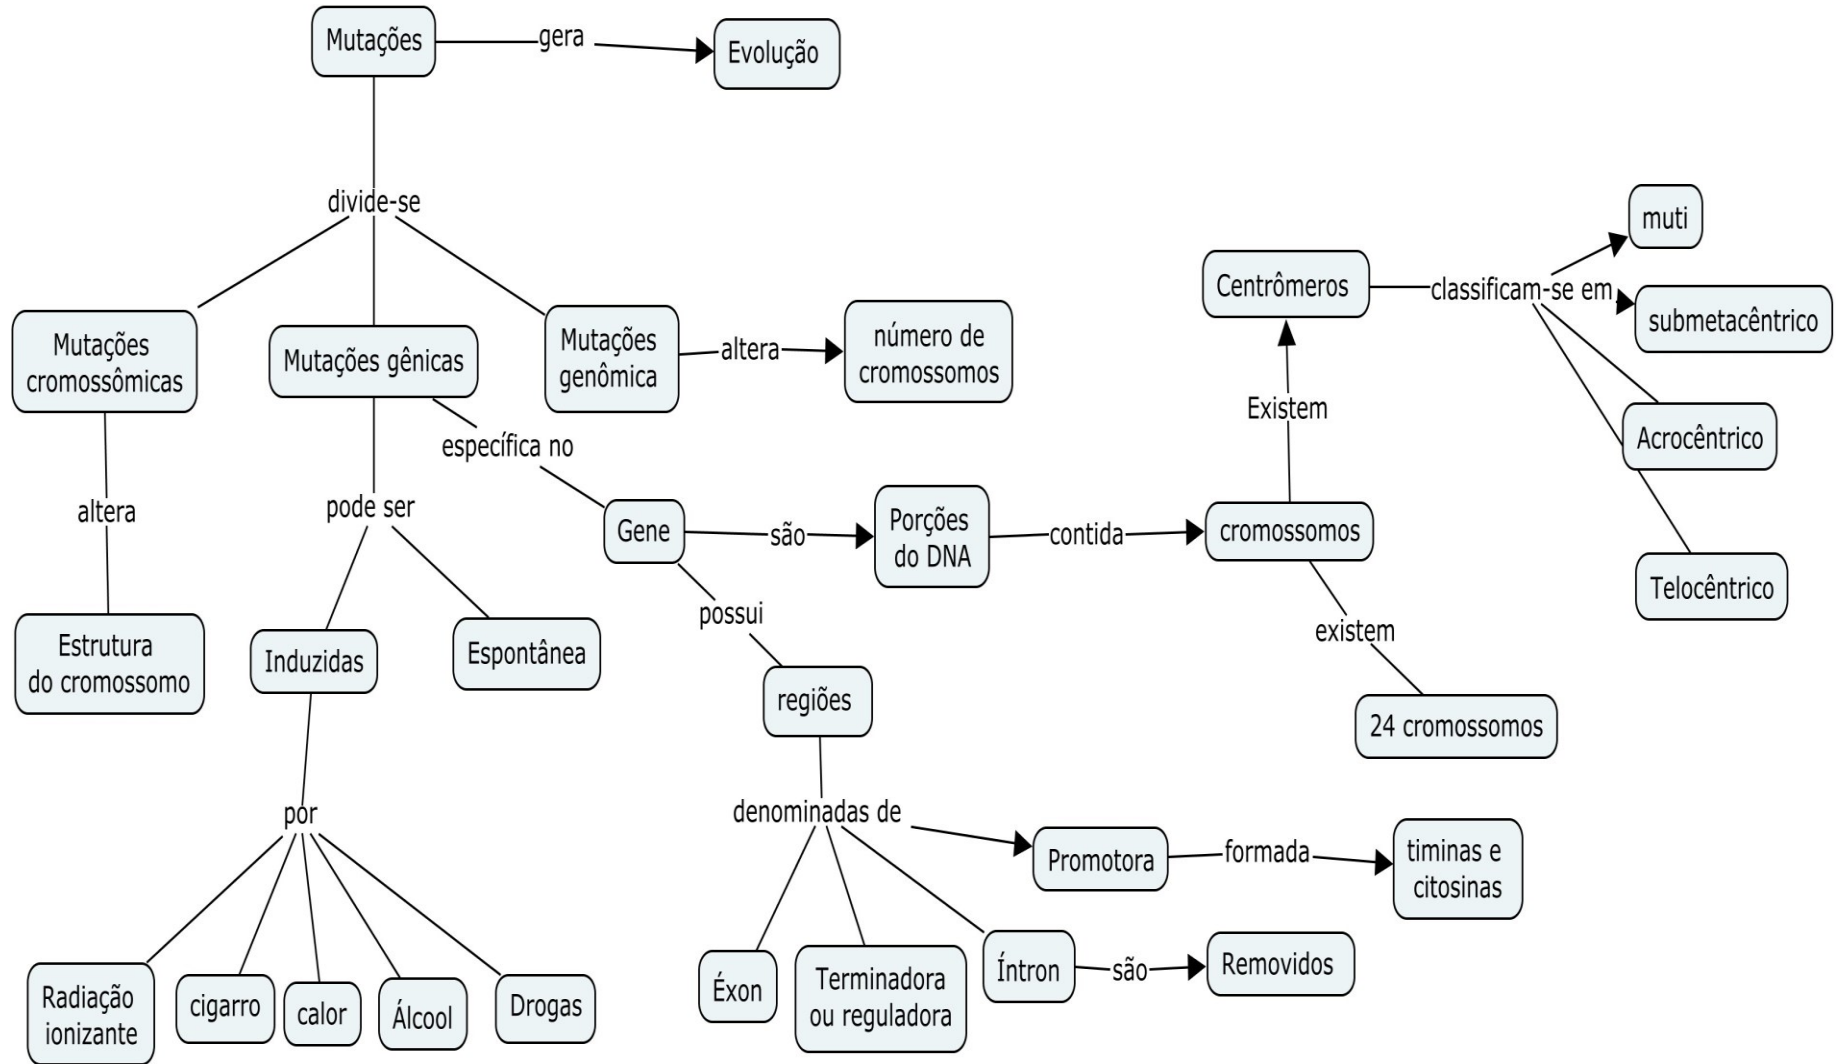 Mutações
gera
Evolução
divide-se
Mutações
cromossômicas
Mutações gênicas
Mutações
genômica
altera
número de
cromossomos
altera
Estrutura
do cromossomo
pode ser
Induzidas
Espontânea
por
Radiação
ionizante
cigarro
calor
Álcool
Drogas
específica no
Gene
são
Porções
do DNA
contida
cromossomos
Existem
Centrômeros
classificam-se em
muti
submetacêntrico
Acrocêntrico
Telocêntrico
existem
24 cromossomos
possui
regiões
denominadas de
Éxon
Terminadora
ou reguladora
Íntron
são
Removidos
Promotora
formada
timinas e
citosinas